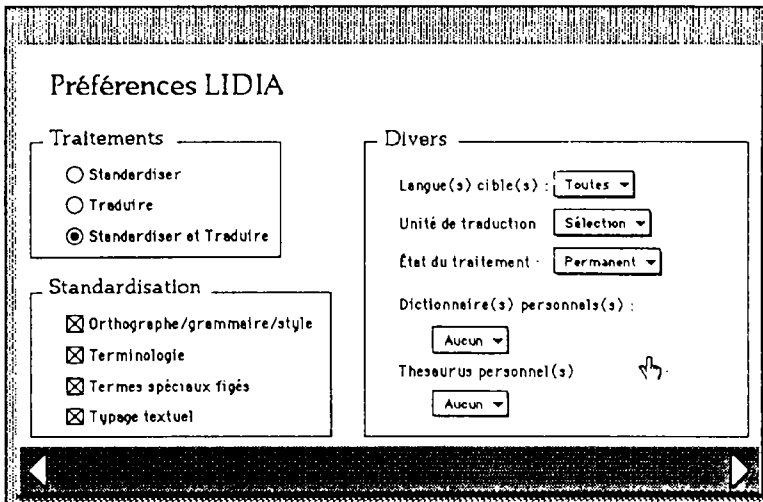 Préférences LIDIA
Traitements
Standardiser
Traduire
Standardiser et Traduire
Standardisation
Orthographe/grammaire/style
Terminologie
Termes spéciaux figés
Typage textuel
Divers
Langue(s) cible(s) : Toutes
Unité de traduction Sélection
État du traitement · Permanent
Dictionnaire(s) personnels(s) :
Aucun
Thesaurus personnel(s)
Aucun